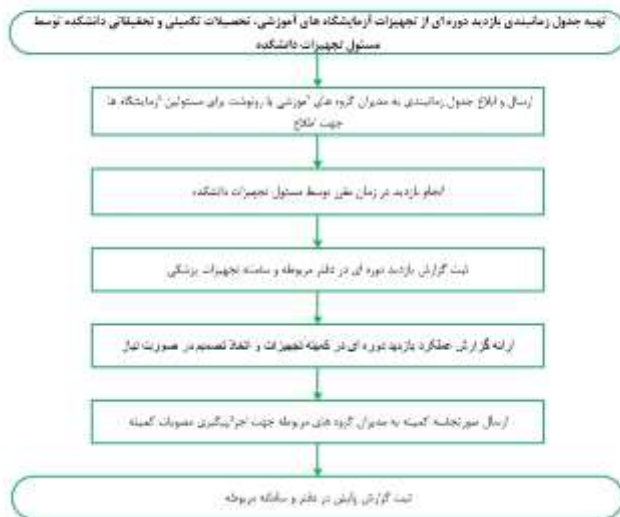 تهیه جدول زمانبندی بازدید دوره ای از تجهیزات آزمایشگاه های آموزشی، تحصیلات تکمیلی و تحقیقاتی دانشکده توسط
مسئول تجهیزات دانشکده
ارسال و ابلاغ جدول زمانبندی به مدیران گروه های آموزشی با رونوشت برای مسئولین آزمایشگاه ها
جهت اطلاع
انجام بازدید در زمان مقرر توسط مسئول تجهیزات دانشکده
ثبت گزارش بازدید دوره ای در دفتر مربوطه و سامانه تجهیزات پزشکی
ارائه گزارش عملکرد بازدید دوره ای در کمیته تجهیزات و اتخاذ تصمیم در صورت نیاز
ارسال صورتجلسه کمیته به مدیران گروه های مربوطه جهت اجرا/پیگیری مصوبات کمیته
ثبت گزارش پایش در دفتر و سامانه مربوطه